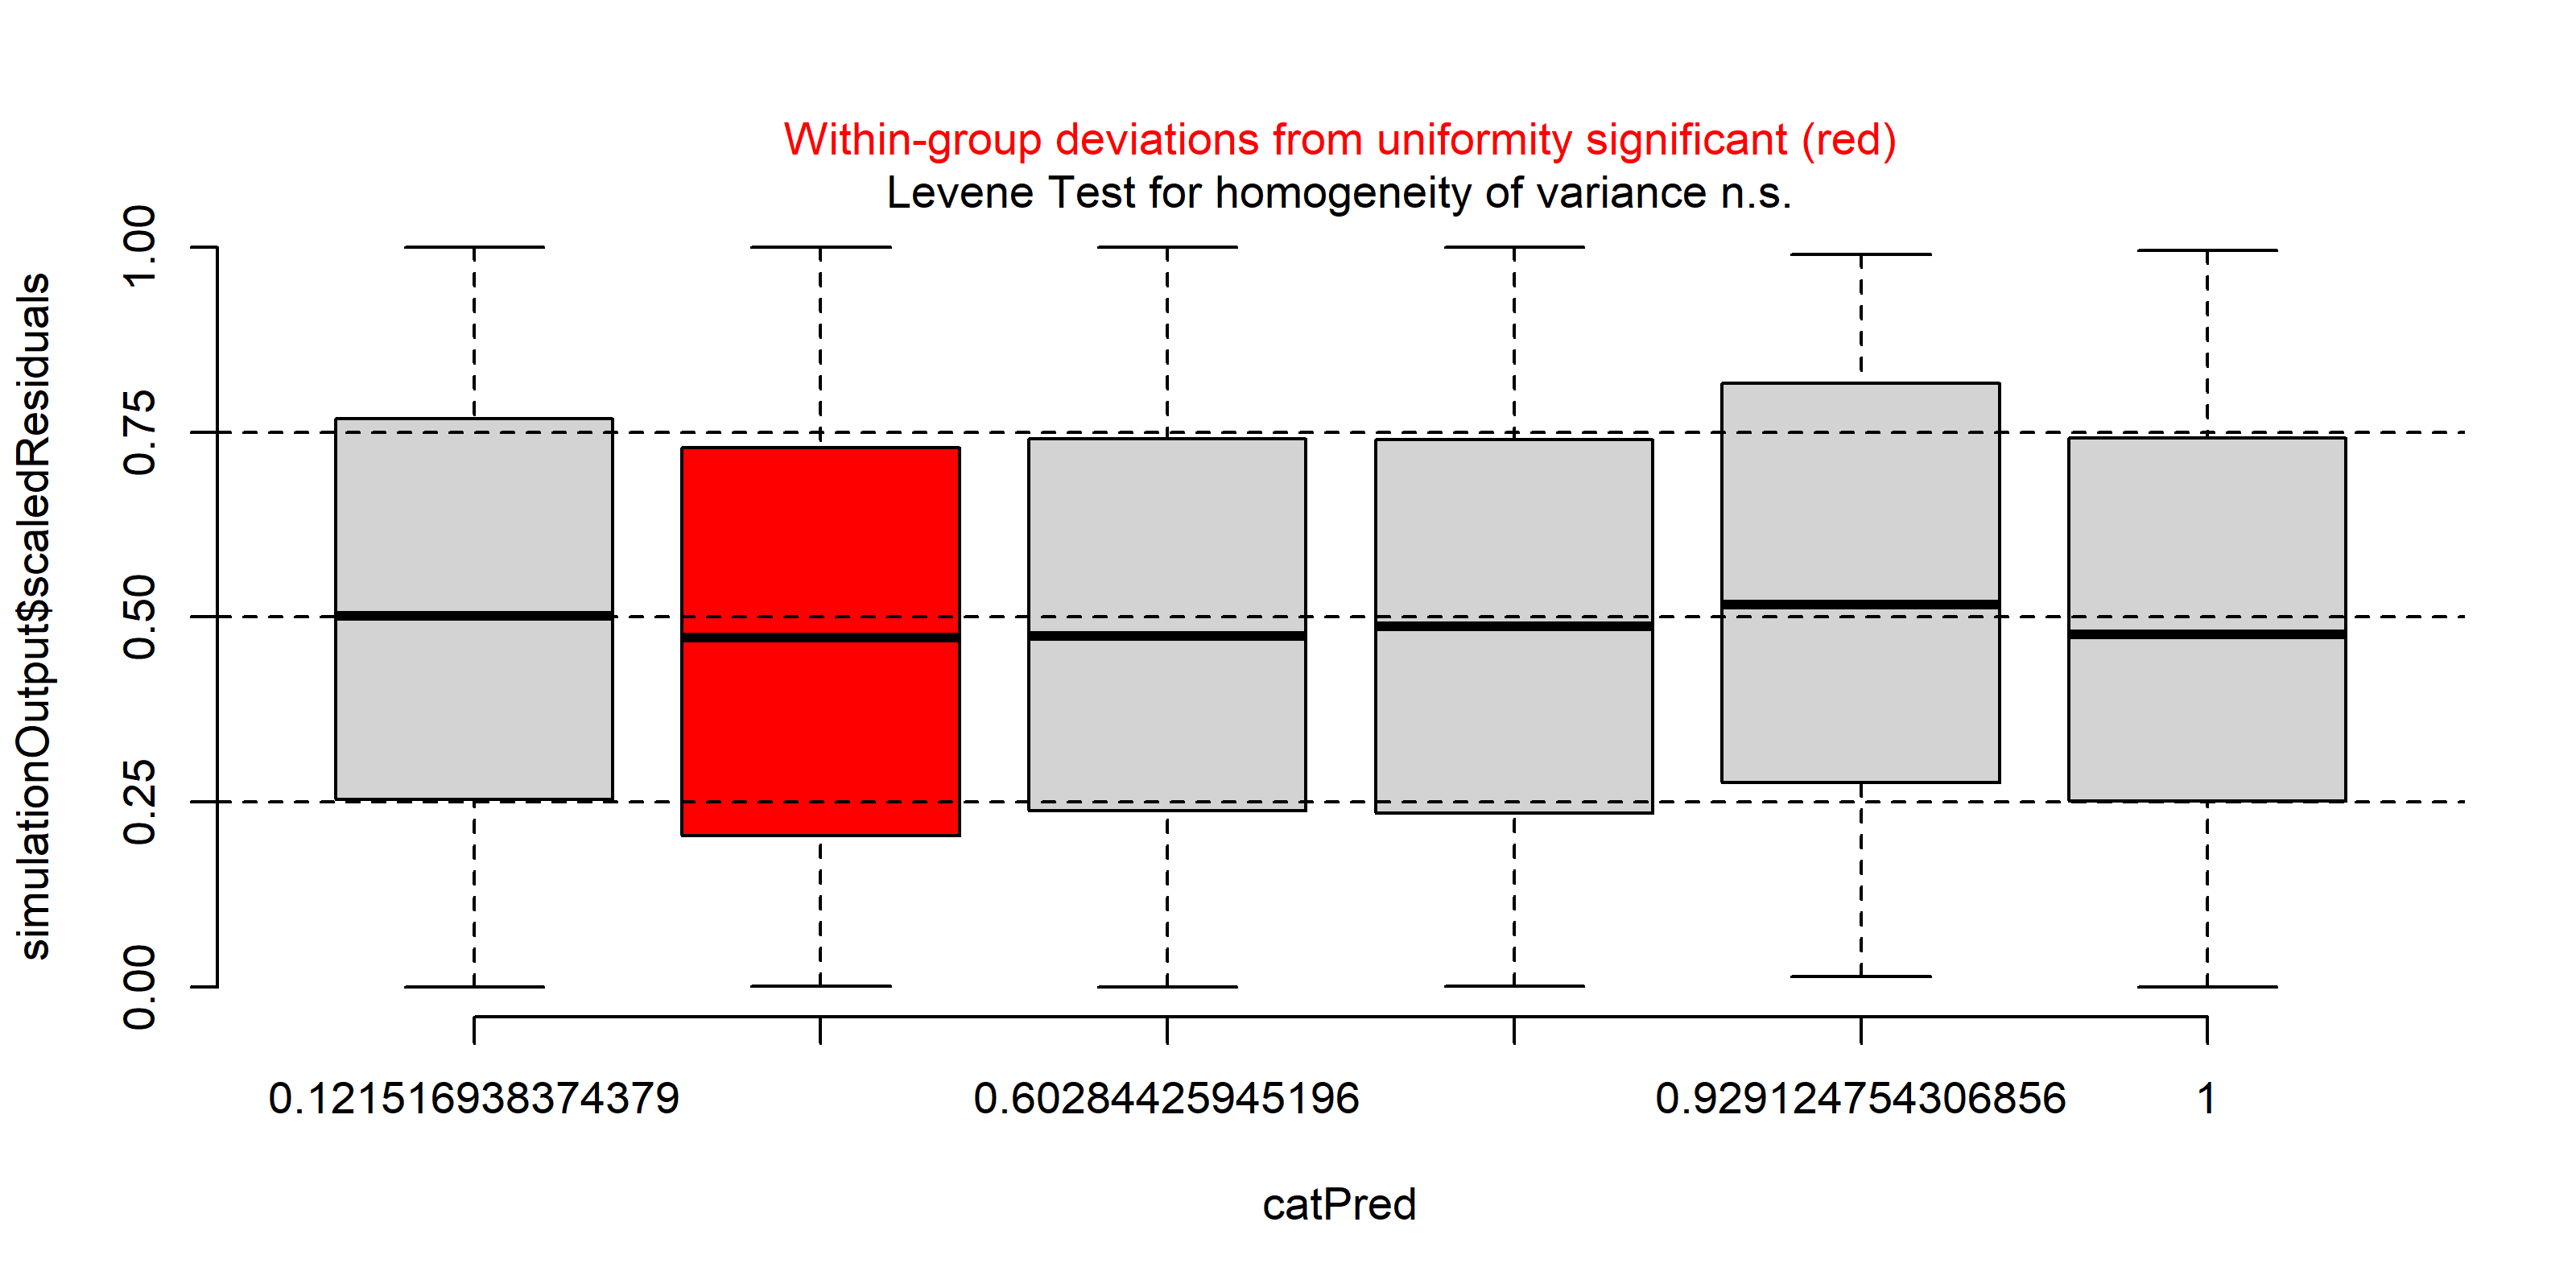 Within-group deviations from uniformity significant (red)
Levene Test for homogeneity of variance n.s.
simulationOutput$scaledResiduals
1.00
0.75
0.50
0.25
0.00
0.121516938374379
0.60284425945196
0.929124754306856
1
catPred